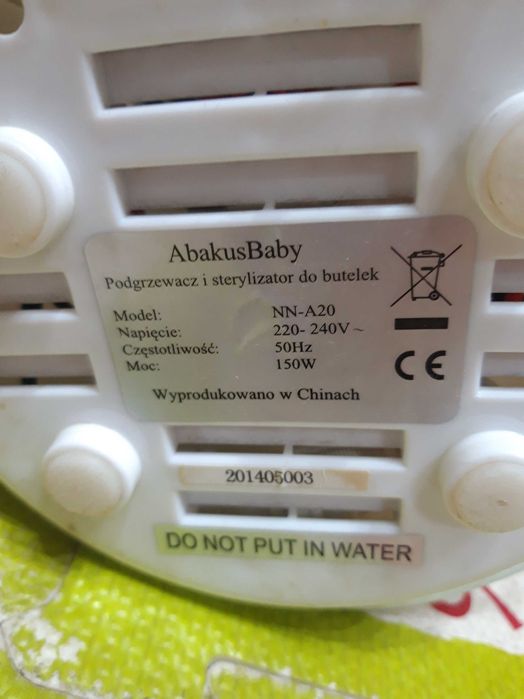 AbakusBaby
Podgrzewacz i sterylizator do butelek
Model: NN-A20
Napięcie: 220- 240V ~
Częstotliwość: 50Hz
Moc: 150W
CE
Wyprodukowano w Chinach
201405003
DO NOT PUT IN WATER